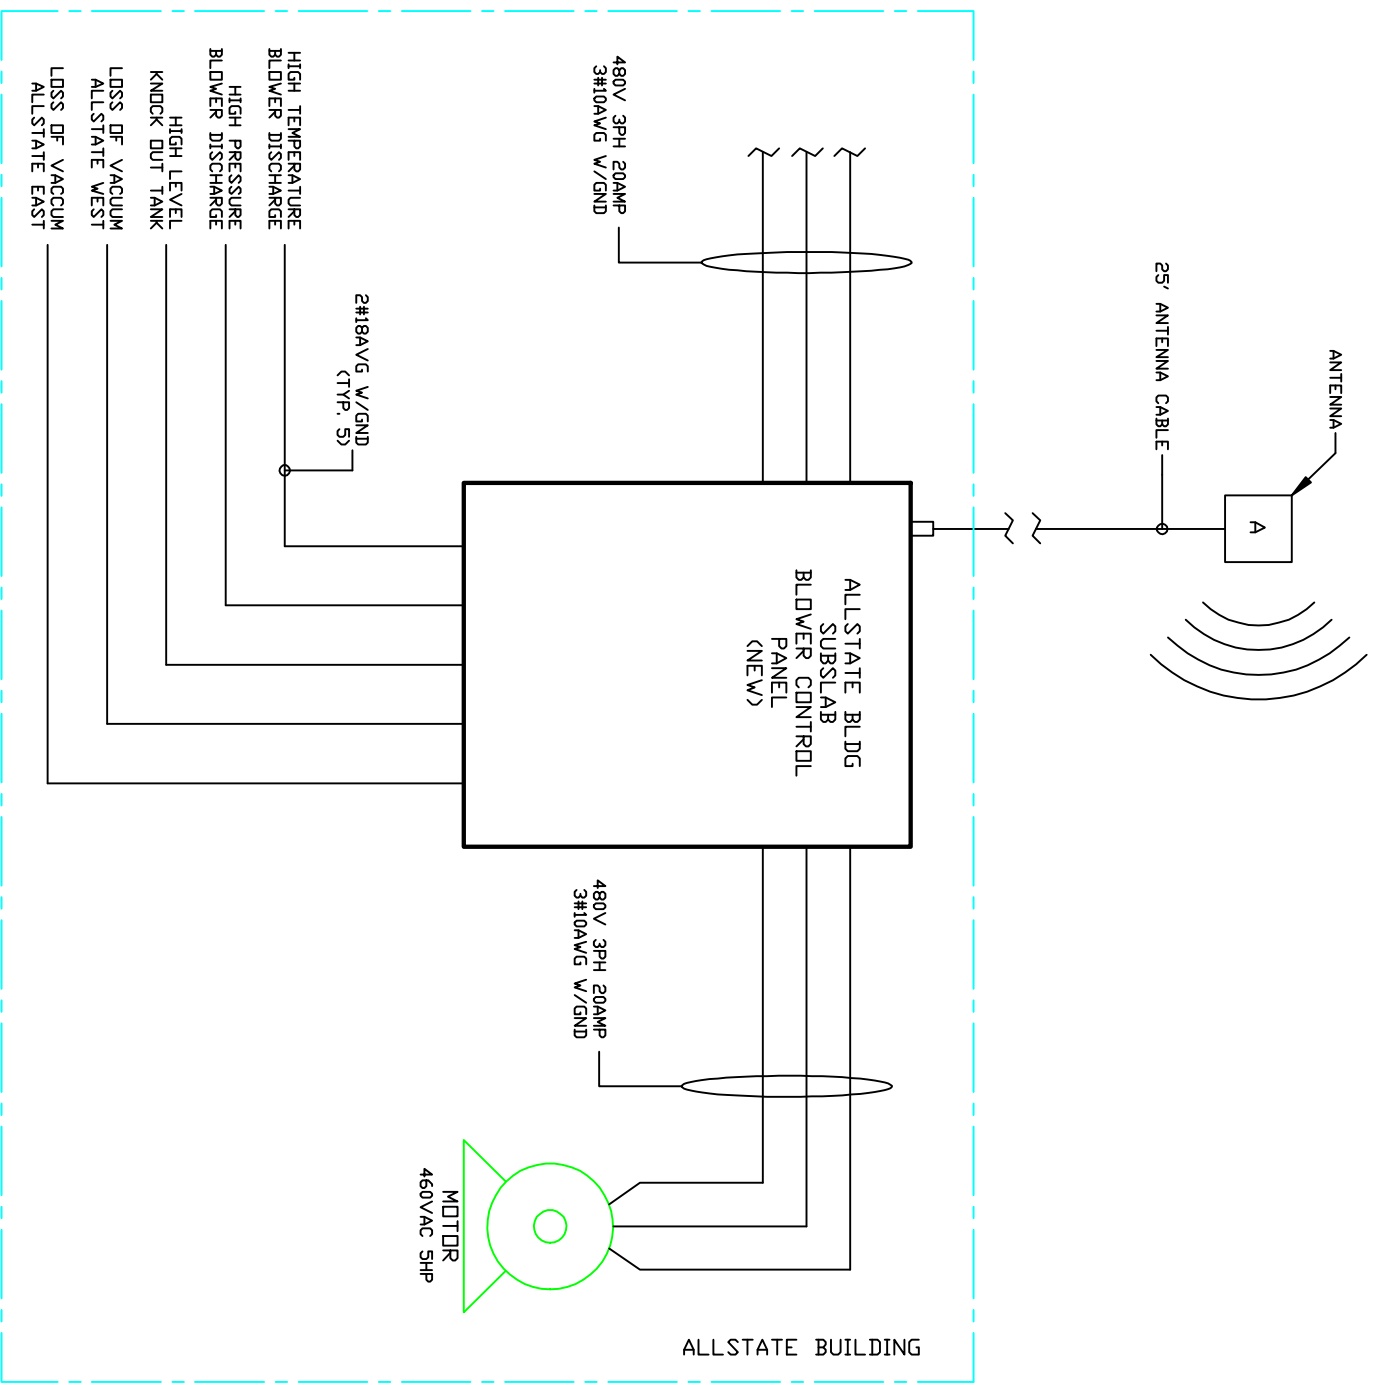 ANTENNA
A
25' ANTENNA CABLE
480V 3PH 20AMP
3#10AWG W/GND
ALLSTATE BLDG
SUBSLAB
BLOWER CONTROL
PANEL
(NEW)
2#18AVG W/GND
(TYP. 5)
HIGH TEMPERATURE
BLOWER DISCHARGE
HIGH PRESSURE
BLOWER DISCHARGE
HIGH LEVEL
KNOCK OUT TANK
LOSS OF VACUUM
ALLSTATE WEST
LOSS OF VACCUM
ALLSTATE EAST
480V 3PH 20AMP
3#10AWG W/GND
MOTOR
460VAC 5HP
ALLSTATE BUILDING